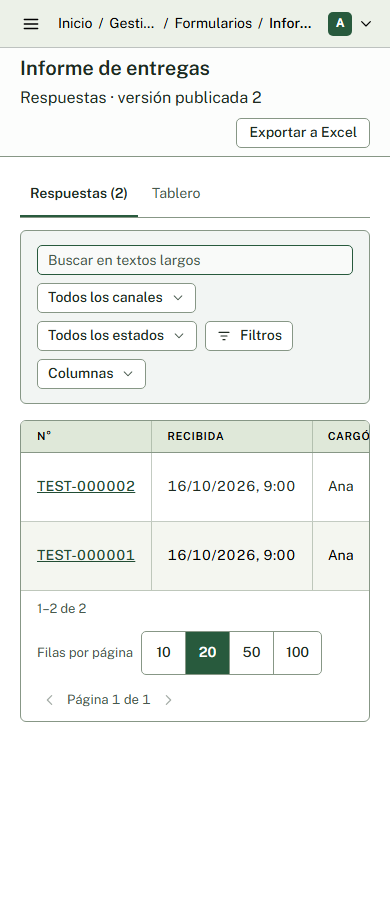 Inicio / Gesti... / Formularios / Infor... A
Informe de entregas
Respuestas · versión publicada 2
Exportar a Excel
Respuestas (2) Tablero
Buscar en textos largos
Todos los canales
Todos los estados Filtros
Columnas
N° RECIBIDA CARGÓ
TEST-000002 16/10/2026, 9:00 Ana
TEST-000001 16/10/2026, 9:00 Ana
1–2 de 2
Filas por página 10 20 50 100
Página 1 de 1